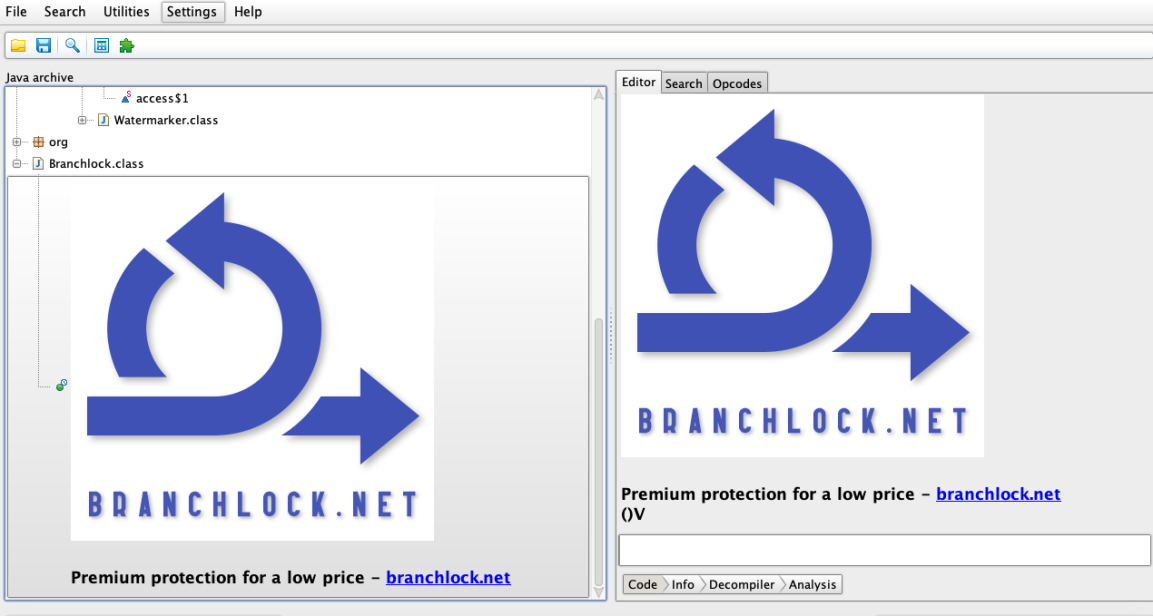 File Search Utilities Settings Help
Java archive
access$1
Watermarker.class
org
Branchlock.class
BRANCHLOCK.NET
Premium protection for a low price - branchlock.net
Editor Search Opcodes
BRANCHLOCK.NET
Premium protection for a low price - branchlock.net
()V
Code Info Decompiler Analysis